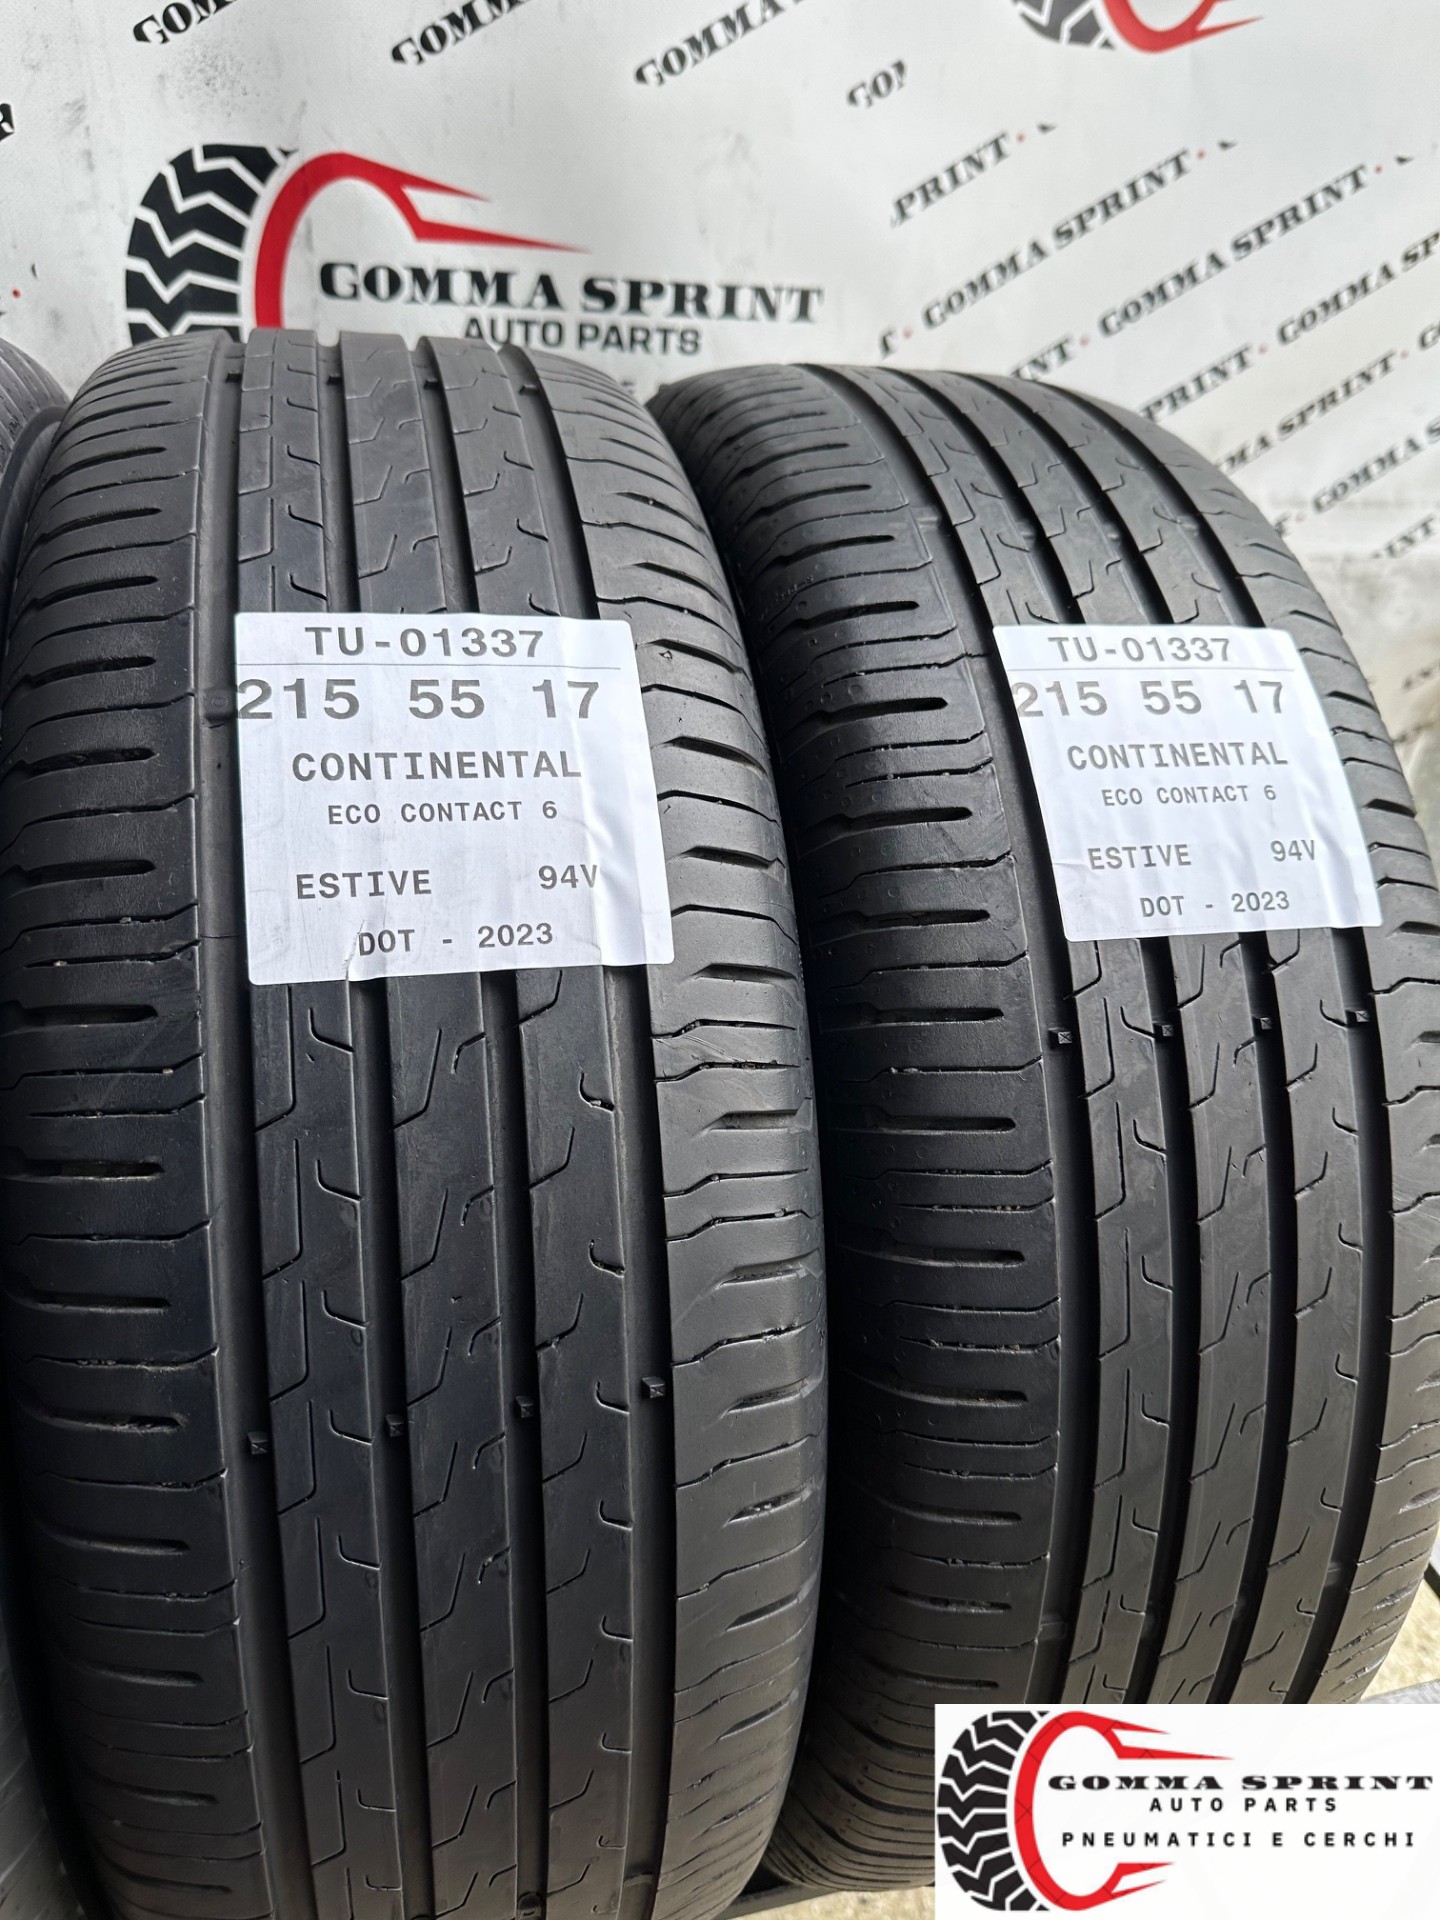 GOMMA SPRINT
AUTO PARTS
GOMMA SPRINT
GOMMA SPRINT
GOMMA SPRINT
TU-01337
215 55 17
CONTINENTAL
ECO CONTACT 6
ESTIVE 94V
DOT - 2023
TU-01337
215 55 17
CONTINENTAL
ECO CONTACT 6
ESTIVE 94V
DOT - 2023
GOMMA SPRINT
AUTO PARTS
PNEUMATICI E CERCHI